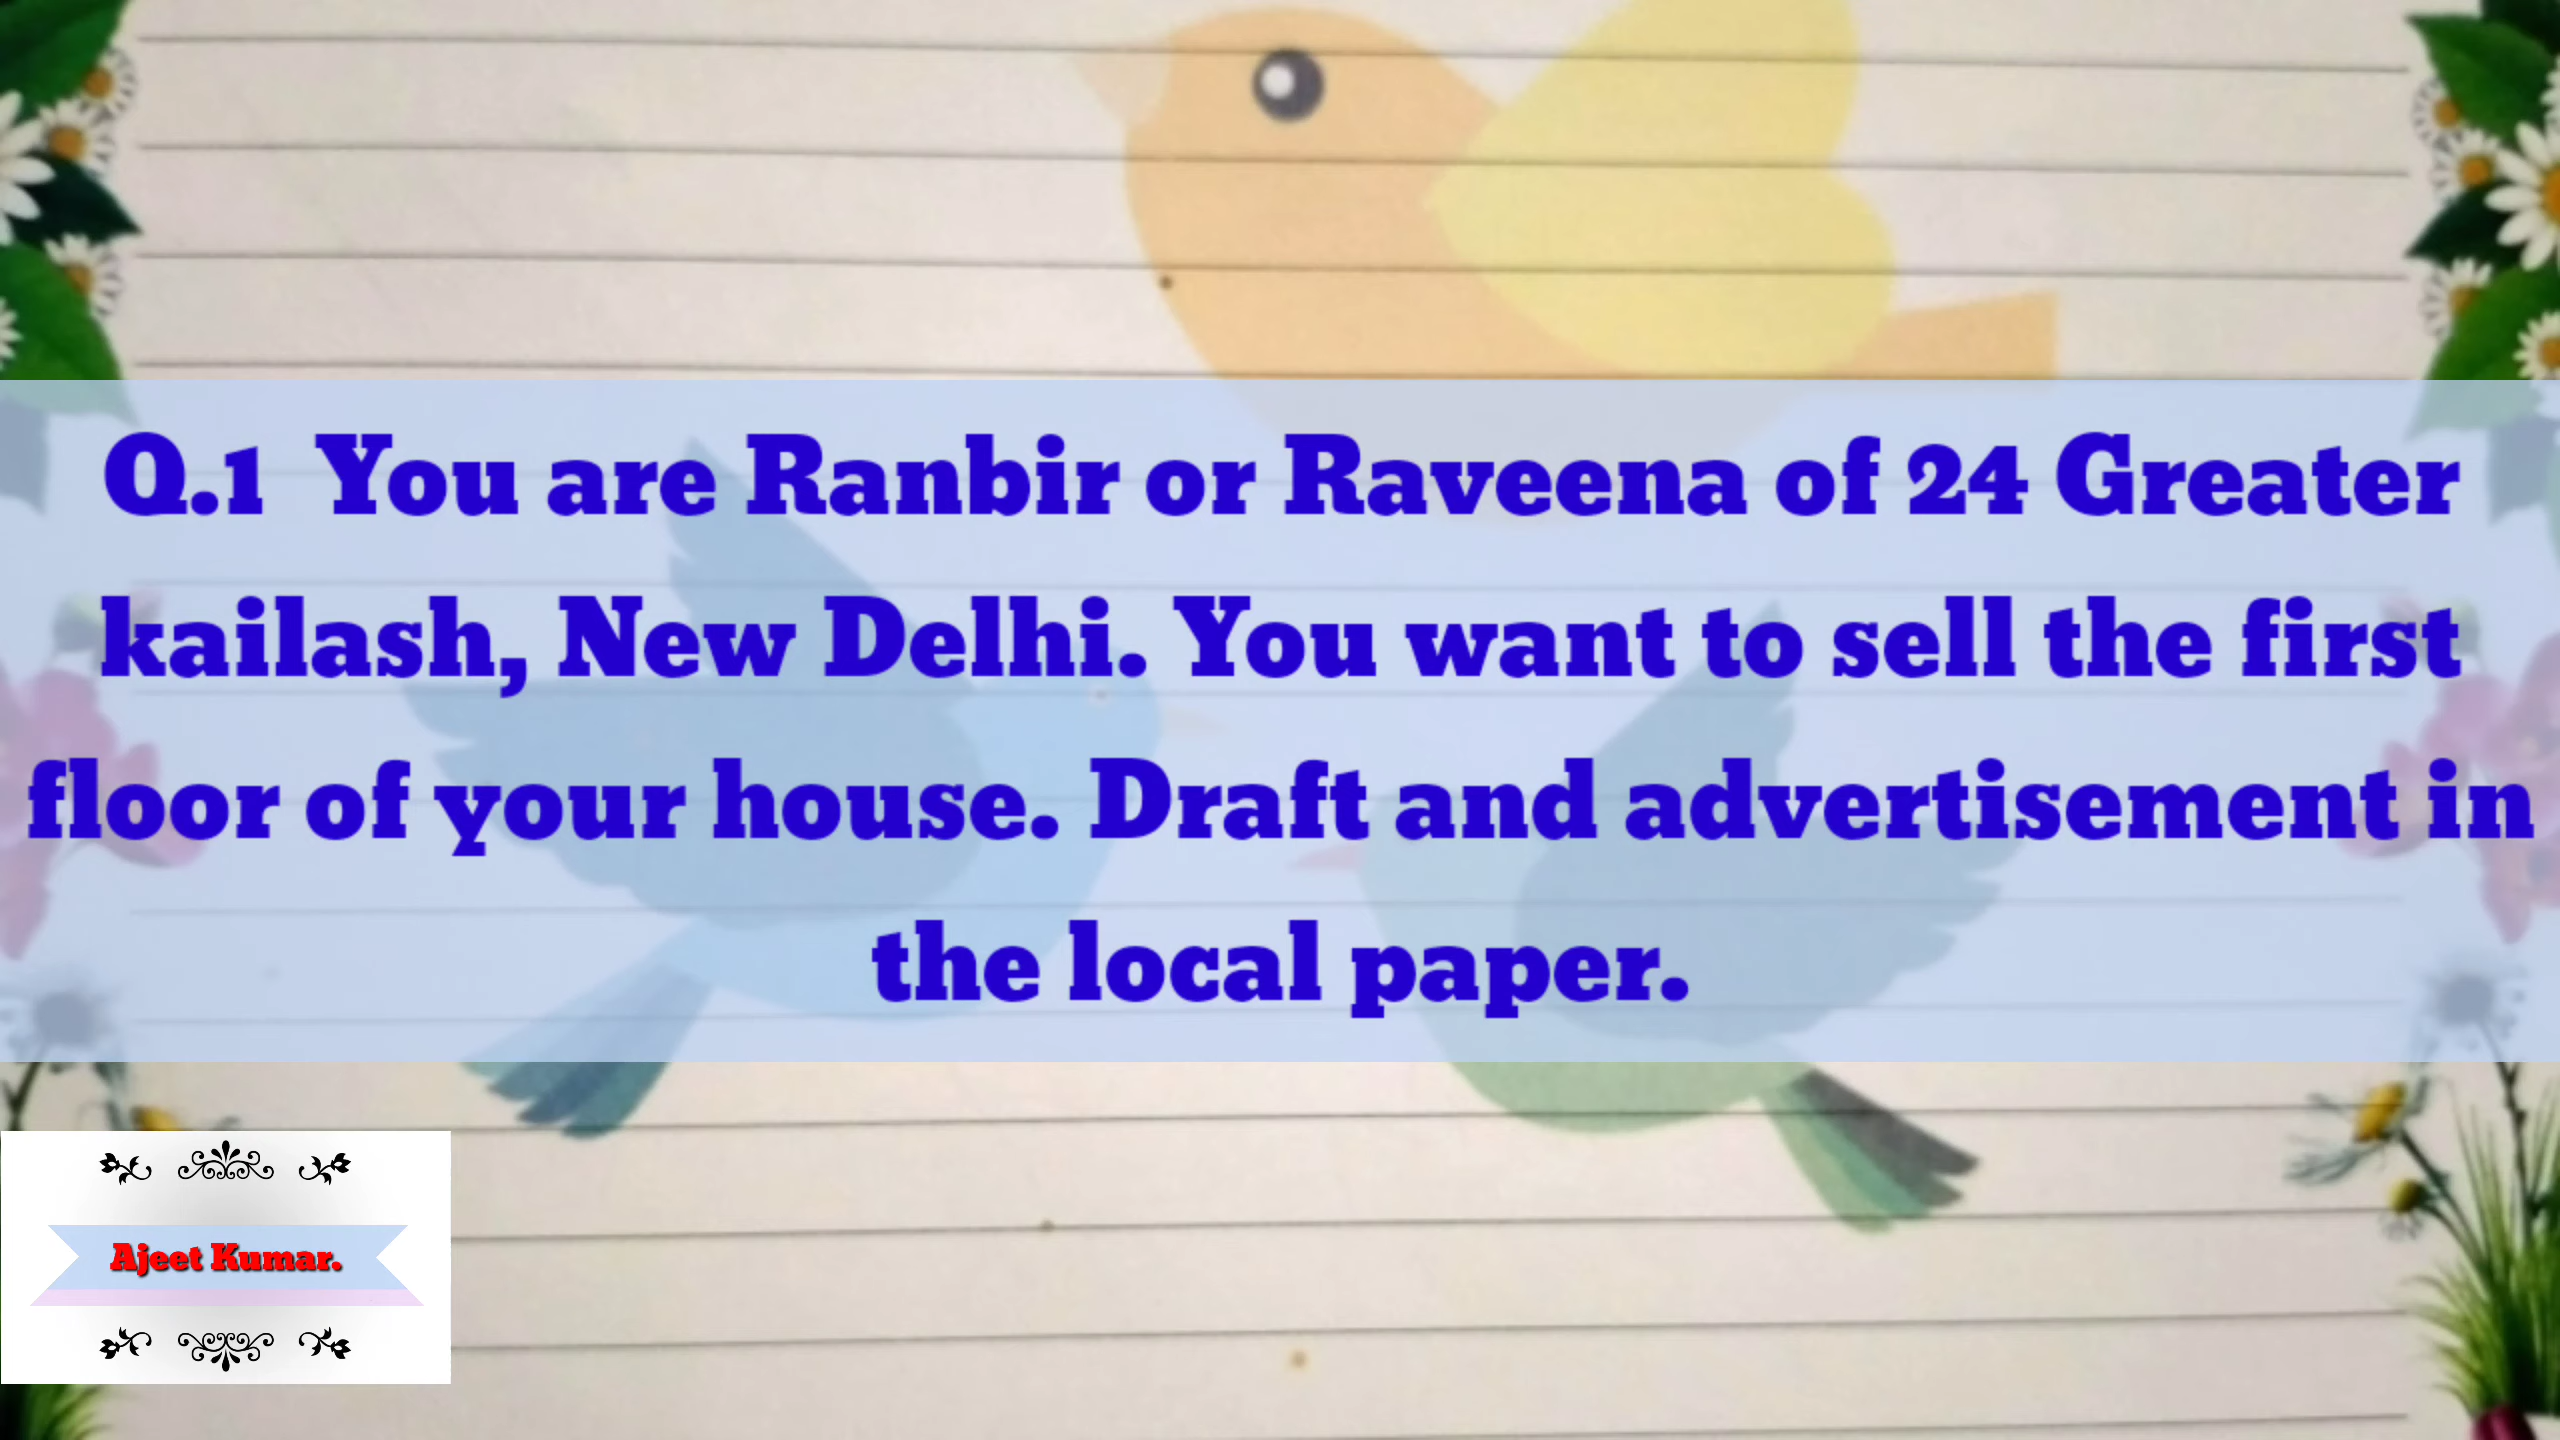 Q.1 You are Ranbir or Raveena of 24 Greater
kailash, New Delhi. You want to sell the first
floor of your house. Draft and advertisement in
the local paper.
Ajeet Kumar.